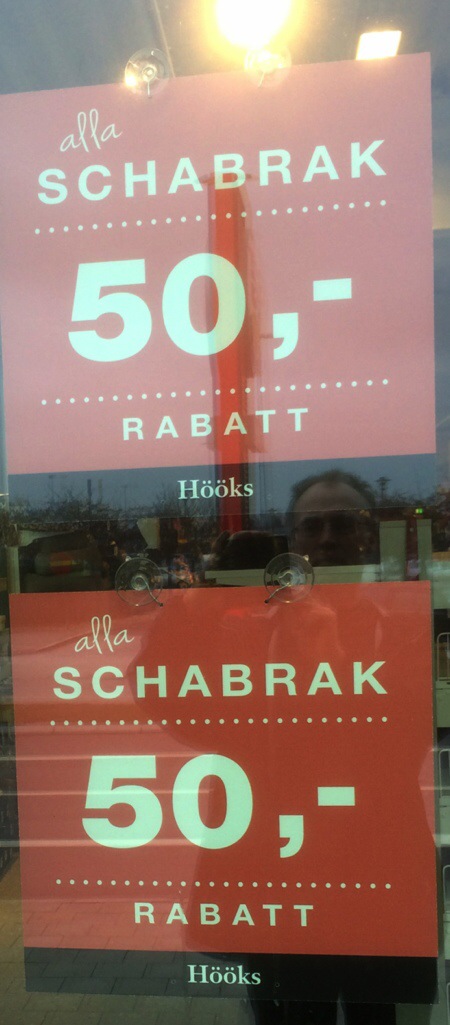 alla
SCHABRAK
50,-
RABATT
Hööks
alla
SCHABRAK
50,-
RABATT
Hööks